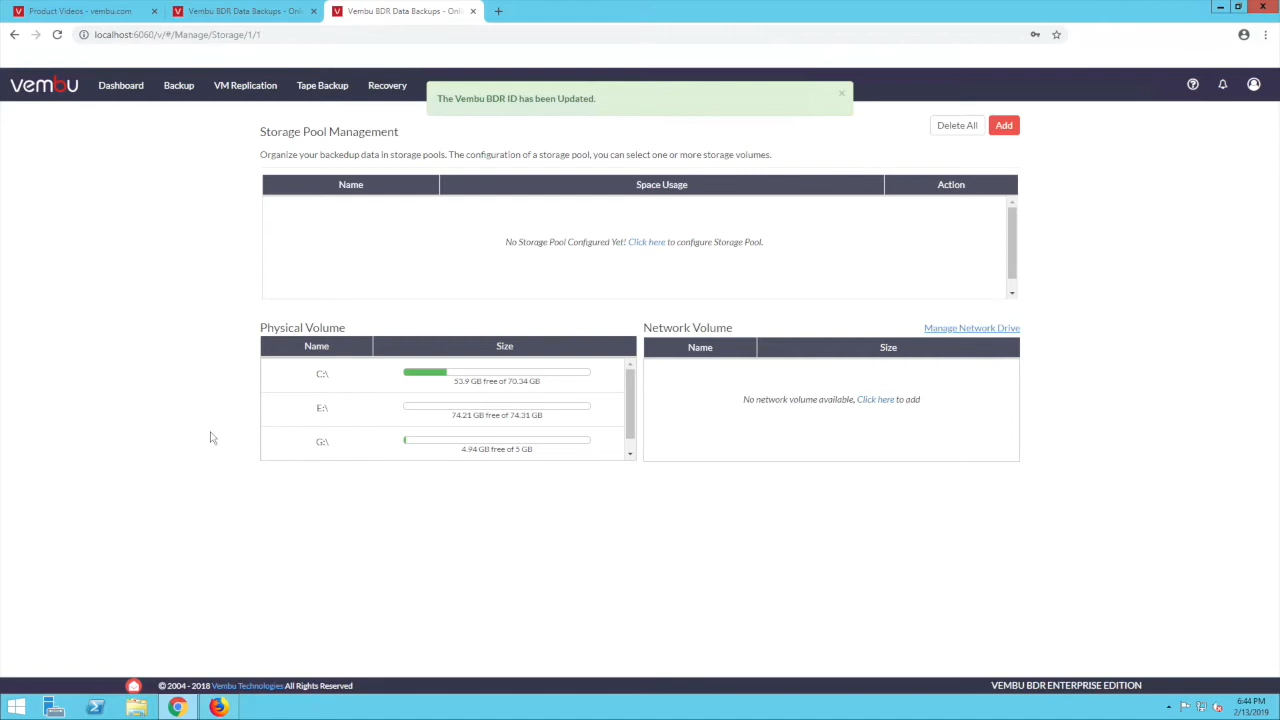 Product Videos - vembu.com
Vembu BDR Data Backups - Onli
Vembu BDR Data Backups - Onli
localhost:6060/v/#/Manage/Storage/1/1
vembu
Dashboard
Backup
VM Replication
Tape Backup
Recovery
The Vembu BDR ID has been Updated.
Storage Pool Management
Delete All
Add
Organize your backedup data in storage pools. The configuration of a storage pool, you can select one or more storage volumes.
Name
Space Usage
Action
No Storage Pool Configured Yet! Click here to configure Storage Pool.
Physical Volume
Name
Size
C:\
53.9 GB free of 70.34 GB
E:\
74.21 GB free of 74.31 GB
G:\
4.94 GB free of 5 GB
Network Volume
Manage Network Drive
Name
Size
No network volume available, Click here to add
© 2004 - 2018 Vembu Technologies All Rights Reserved
VEMBU BDR ENTERPRISE EDITION
6:44 PM
2/13/2019